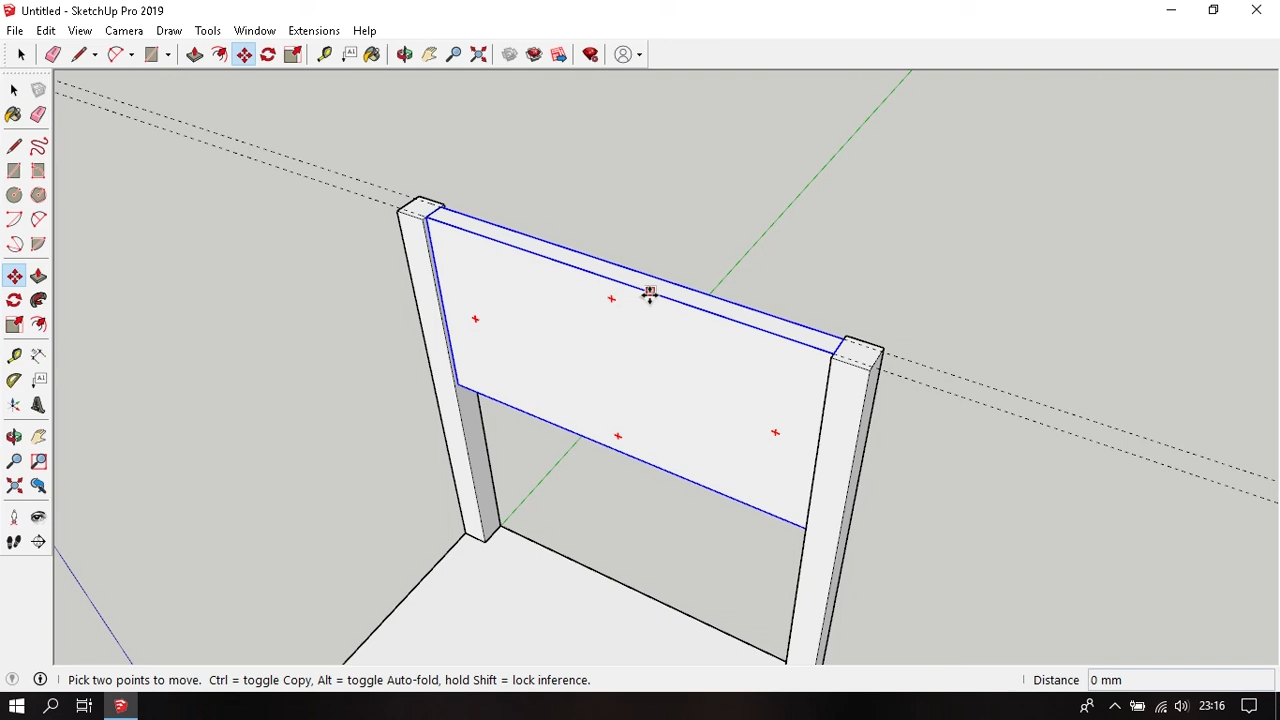 Untitled - SketchUp Pro 2019
File Edit View Camera Draw Tools Window Extensions Help
Pick two points to move. Ctrl = toggle Copy, Alt = toggle Auto-fold, hold Shift = lock inference.
Distance 0 mm
23:16